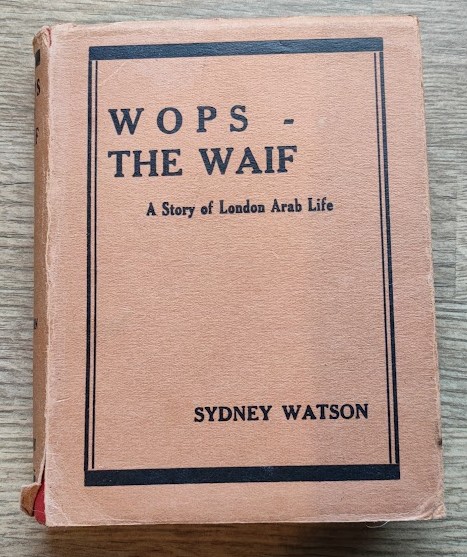 WOPS -
THE WAIF
A Story of London Arab Life
SYDNEY WATSON